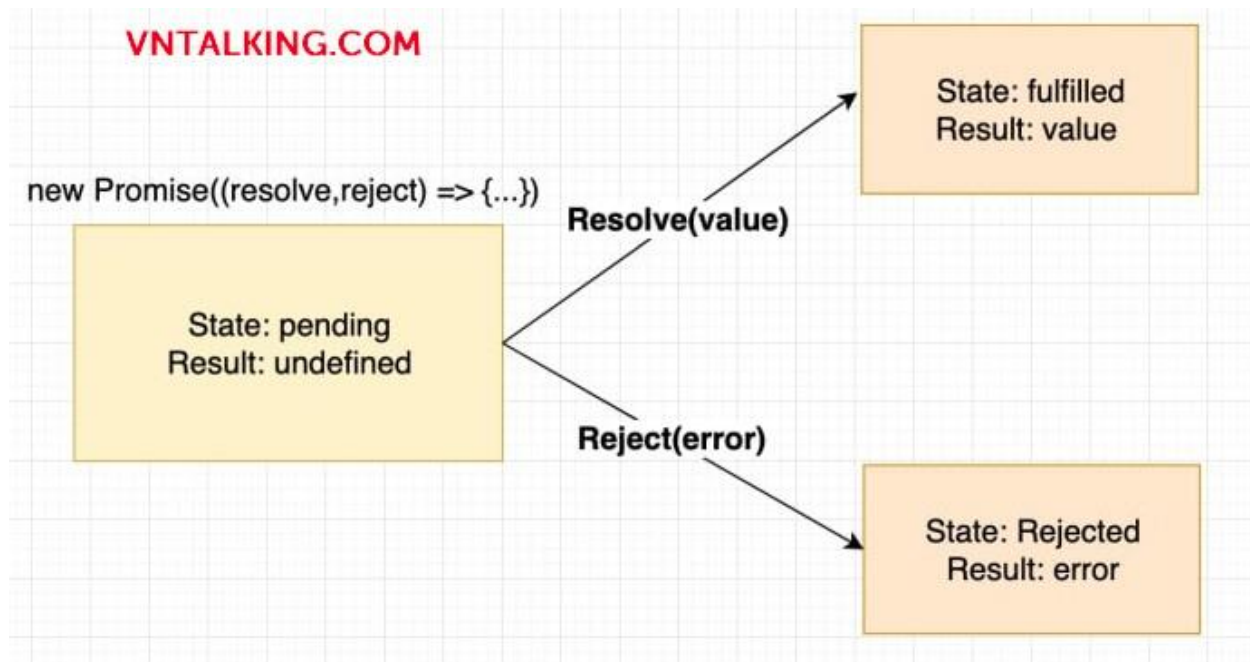 VNTALKING.COM
new Promise((resolve,reject) => {...})
State: pending
Result: undefined
Resolve(value)
Reject(error)
State: fulfilled
Result: value
State: Rejected
Result: error